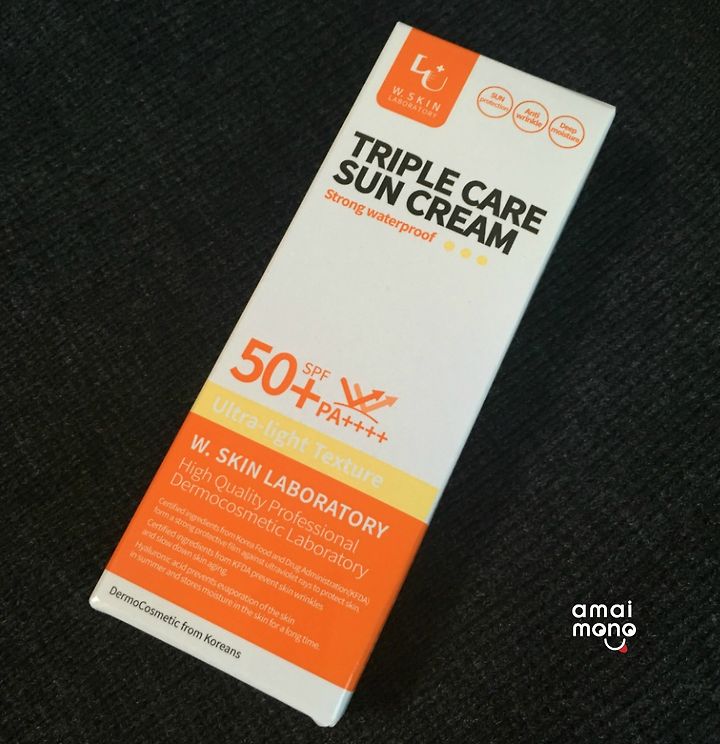 W. SKIN
LABORATORY
SUN
protection
Anti
wrinkle
Deep
moisture
TRIPLE CARE
SUN CREAM
Strong waterproof
50+
SPF
PA++++
Ultra-light Texture
W. SKIN LABORATORY
High Quality Professional
Dermocosmetic Laboratory
Certified ingredients from Korea Food and Drug Administration(KFDA)
form a strong protective film against ultraviolet rays to protect skin.
Certified ingredients from KFDA prevent skin wrinkles
and slow down skin aging.
Hyaluronic acid prevents evaporation of the skin
in summer and stores moisture in the skin for a long time.
DermoCosmetic from Koreans
amai
mono